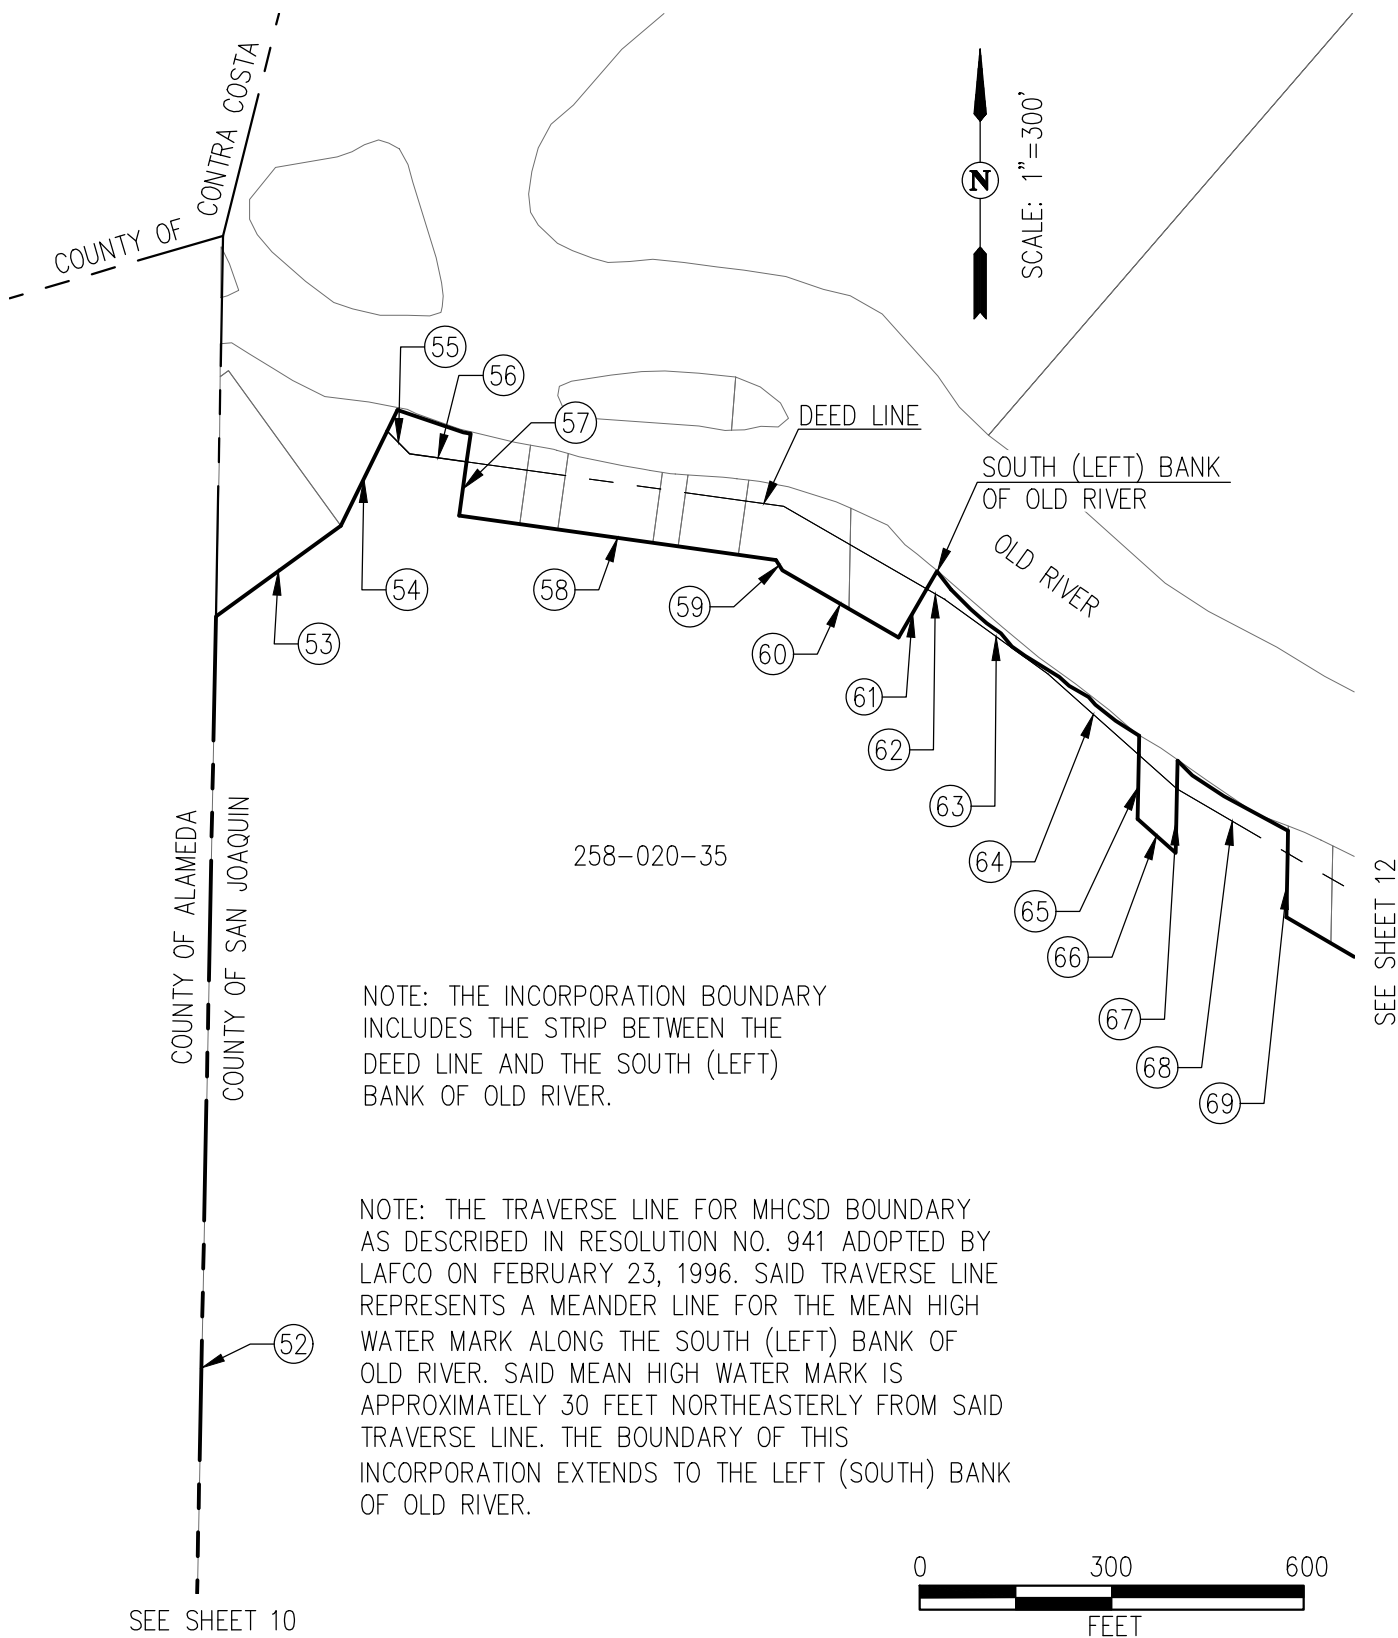 COUNTY OF CONTRA COSTA
N
SCALE: 1"=300'
55
56
57
DEED LINE
SOUTH (LEFT) BANK
OF OLD RIVER
OLD RIVER
54
58
59
53
60
61
62
63
64
65
66
67
68
69
258-020-35
COUNTY OF ALAMEDA
COUNTY OF SAN JOAQUIN
SEE SHEET 12
NOTE: THE INCORPORATION BOUNDARY
INCLUDES THE STRIP BETWEEN THE
DEED LINE AND THE SOUTH (LEFT)
BANK OF OLD RIVER.
NOTE: THE TRAVERSE LINE FOR MHCSD BOUNDARY
AS DESCRIBED IN RESOLUTION NO. 941 ADOPTED BY
LAFCO ON FEBRUARY 23, 1996. SAID TRAVERSE LINE
REPRESENTS A MEANDER LINE FOR THE MEAN HIGH
WATER MARK ALONG THE SOUTH (LEFT) BANK OF
OLD RIVER. SAID MEAN HIGH WATER MARK IS
APPROXIMATELY 30 FEET NORTHEASTERLY FROM SAID
TRAVERSE LINE. THE BOUNDARY OF THIS
INCORPORATION EXTENDS TO THE LEFT (SOUTH) BANK
OF OLD RIVER.
52
0 300 600
FEET
SEE SHEET 10